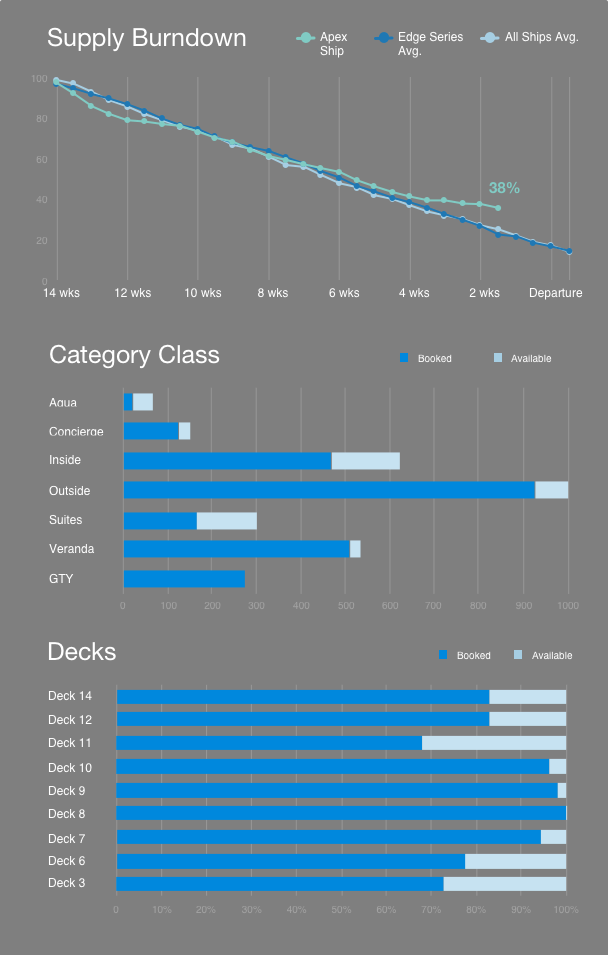 Supply Burndown
Apex
Ship
Edge Series
Avg.
All Ships Avg.
100
80
60
40
20
0
38%
14 wks 12 wks 10 wks 8 wks 6 wks 4 wks 2 wks Departure
Category Class
Booked Available
Aqua
Concierge
Inside
Outside
Suites
Veranda
GTY
0 100 200 300 400 500 600 700 800 900 1000
Decks
Booked Available
Deck 14
Deck 12
Deck 11
Deck 10
Deck 9
Deck 8
Deck 7
Deck 6
Deck 3
0 10% 20% 30% 40% 50% 60% 70% 80% 90% 100%